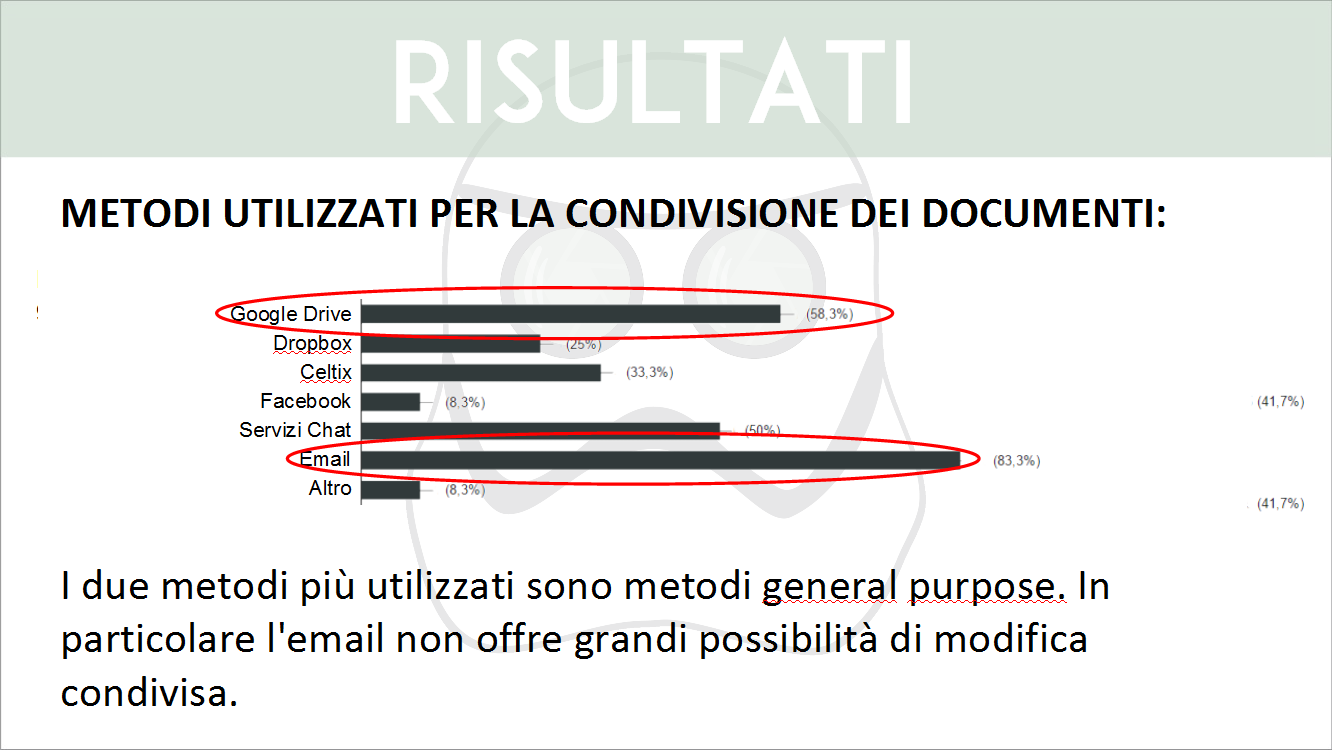 RISULTATI
METODI UTILIZZATI PER LA CONDIVISIONE DEI DOCUMENTI:
Google Drive (58,3%)
Dropbox (25%)
Celtix (33,3%)
Facebook (8,3%) (41,7%)
Servizi Chat (50%)
Email (83,3%)
Altro (8,3%)
(41,7%)
I due metodi più utilizzati sono metodi general purpose. In
particolare l'email non offre grandi possibilità di modifica
condivisa.